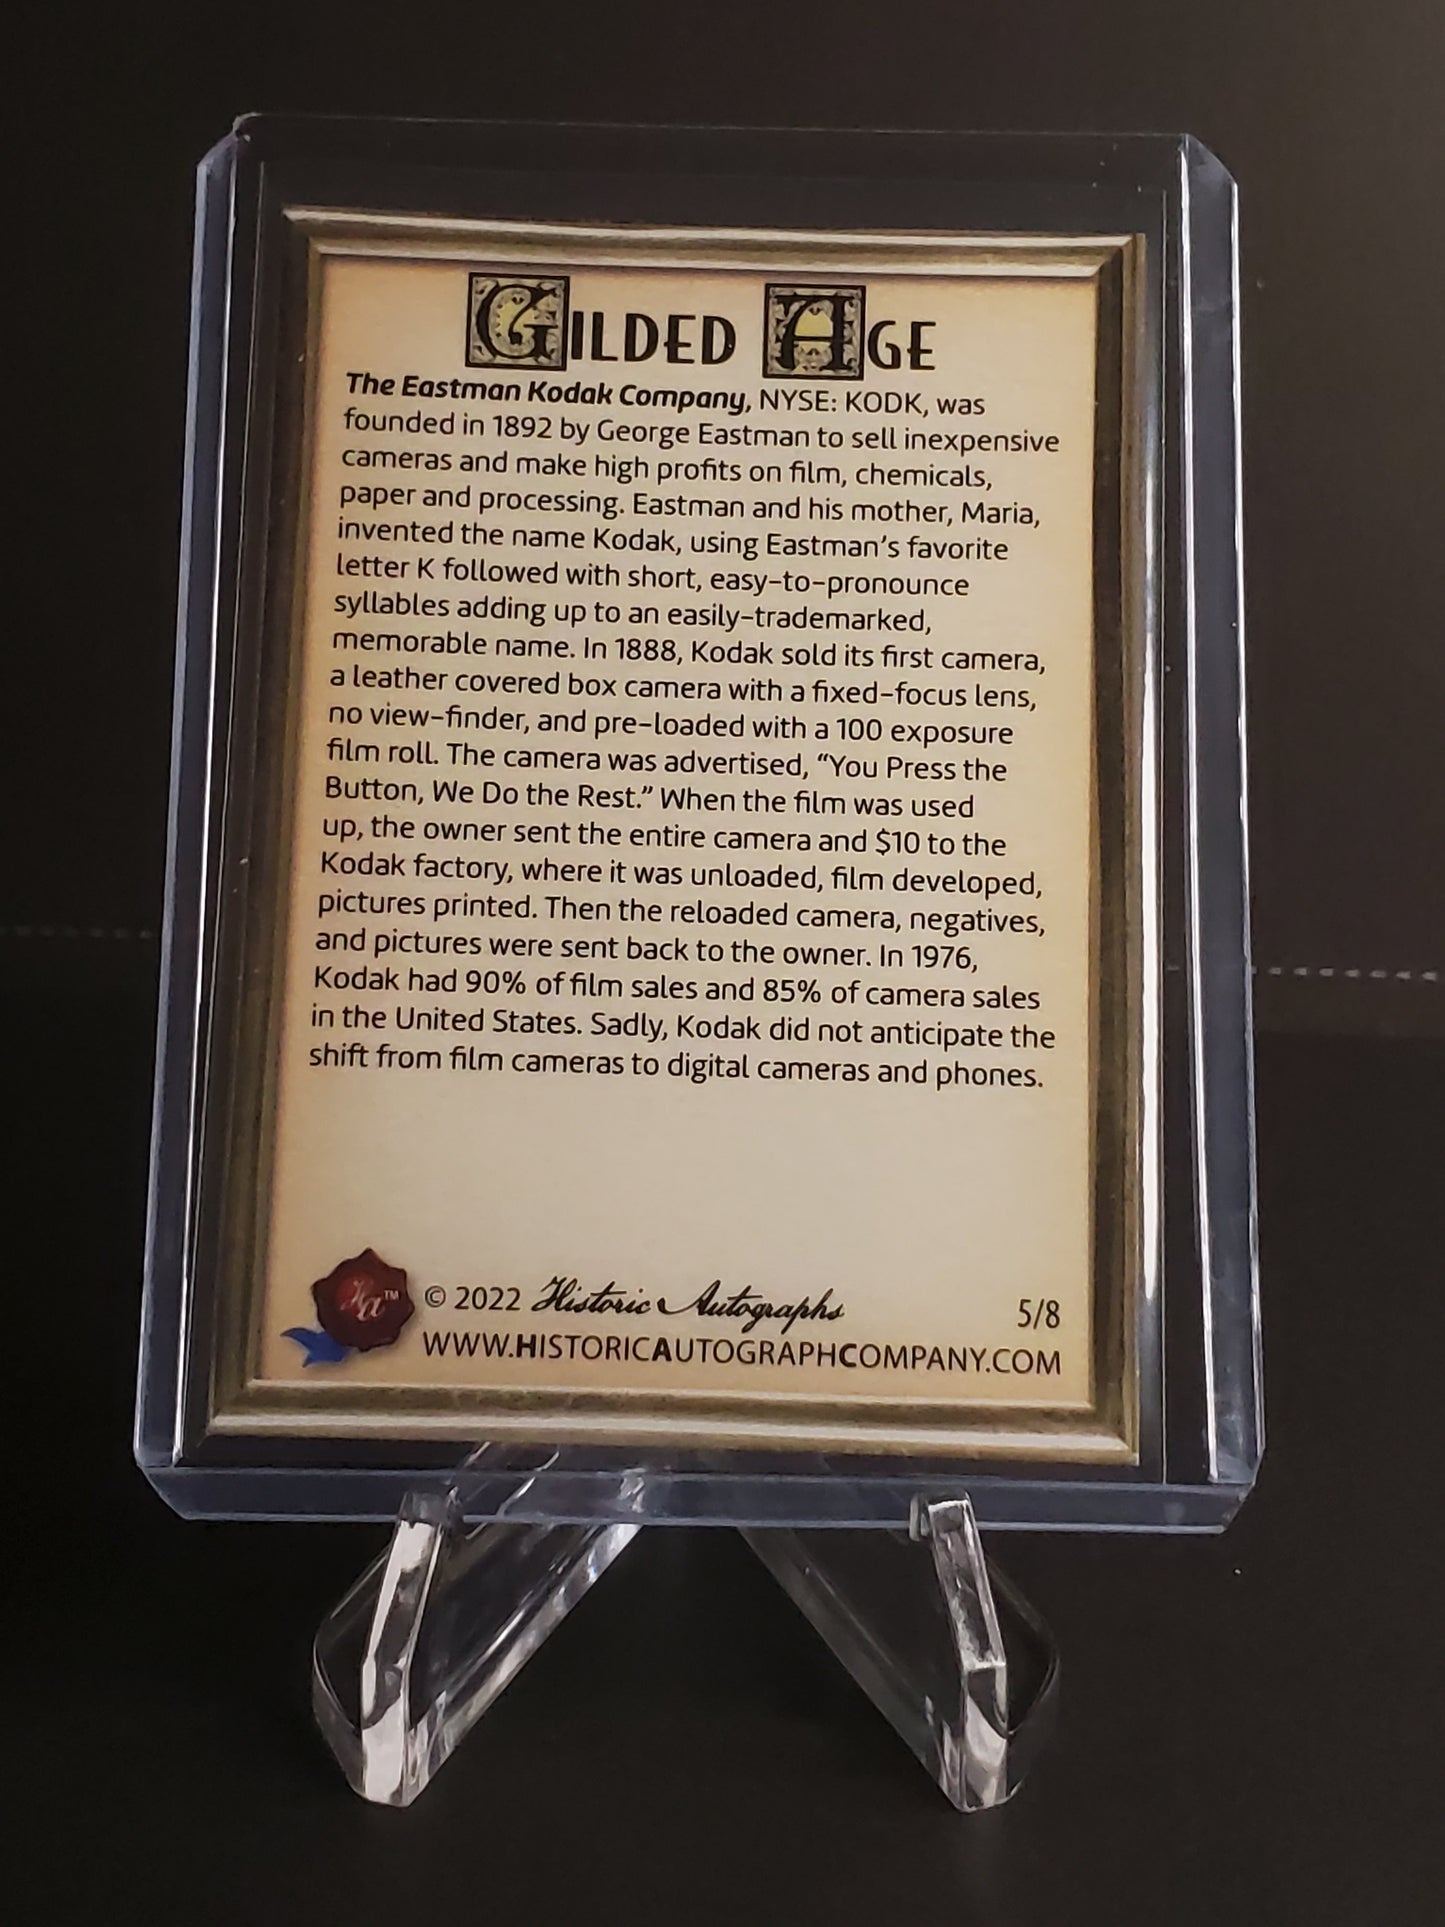 GILDED AGE
The Eastman Kodak Company, NYSE: KODK, was
founded in 1892 by George Eastman to sell inexpensive
cameras and make high profits on film, chemicals,
paper and processing. Eastman and his mother, Maria,
invented the name Kodak, using Eastman's favorite
letter K followed with short, easy-to-pronounce
syllables adding up to an easily-trademarked,
memorable name. In 1888, Kodak sold its first camera,
a leather covered box camera with a fixed-focus lens,
no view-finder, and pre-loaded with a 100 exposure
film roll. The camera was advertised, “You Press the
Button, We Do the Rest.” When the film was used
up, the owner sent the entire camera and $10 to the
Kodak factory, where it was unloaded, film developed,
pictures printed. Then the reloaded camera, negatives,
and pictures were sent back to the owner. In 1976,
Kodak had 90% of film sales and 85% of camera sales
in the United States. Sadly, Kodak did not anticipate the
shift from film cameras to digital cameras and phones.
Ha™ © 2022 Historic Autographs 5/8
WWW.HISTORICAUTOGRAPHCOMPANY.COM